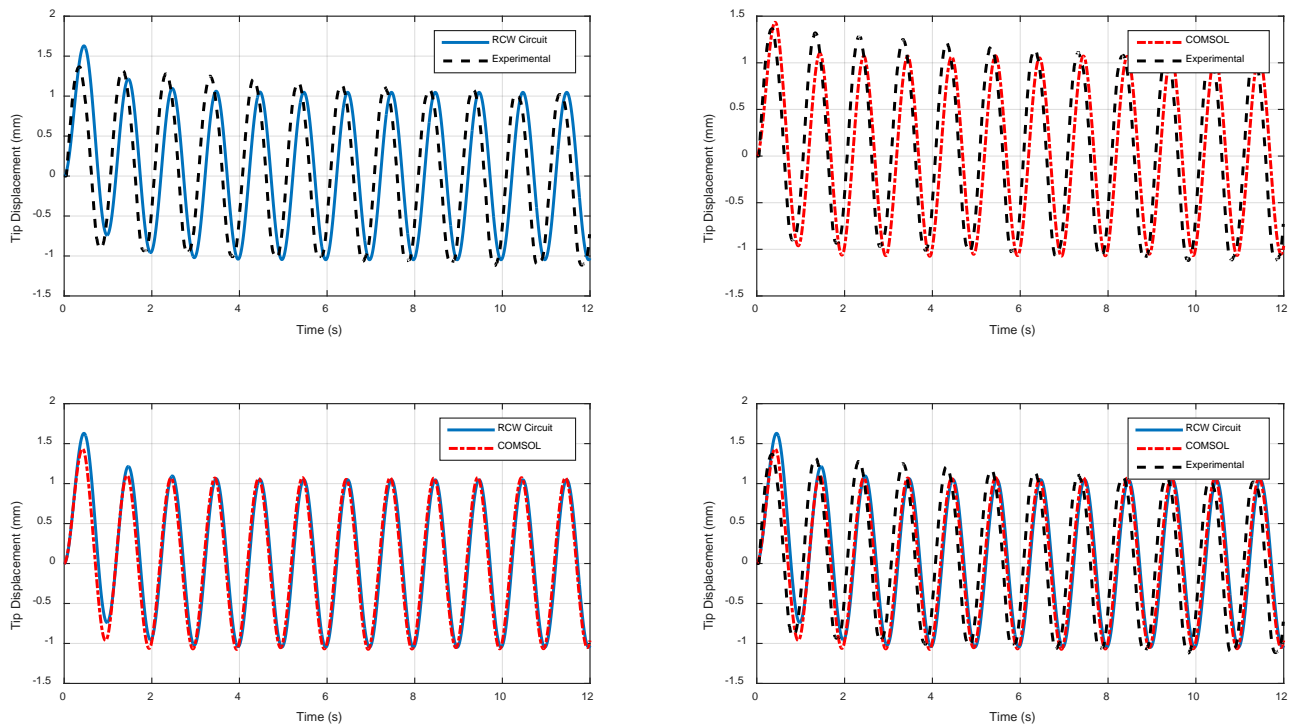 2
1.5
1
0.5
0
-0.5
-1
-1.5
Tip Displacement (mm)
RCW Circuit
Experimental
0 2 4 6 8 10 12
Time (s)
1.5
1
0.5
0
-0.5
-1
-1.5
Tip Displacement (mm)
COMSOL
Experimental
0 2 4 6 8 10 12
Time (s)
2
1.5
1
0.5
0
-0.5
-1
-1.5
Tip Displacement (mm)
RCW Circuit
COMSOL
0 2 4 6 8 10 12
Time (s)
2
1.5
1
0.5
0
-0.5
-1
-1.5
Tip Displacement (mm)
RCW Circuit
COMSOL
Experimental
0 2 4 6 8 10 12
Time (s)